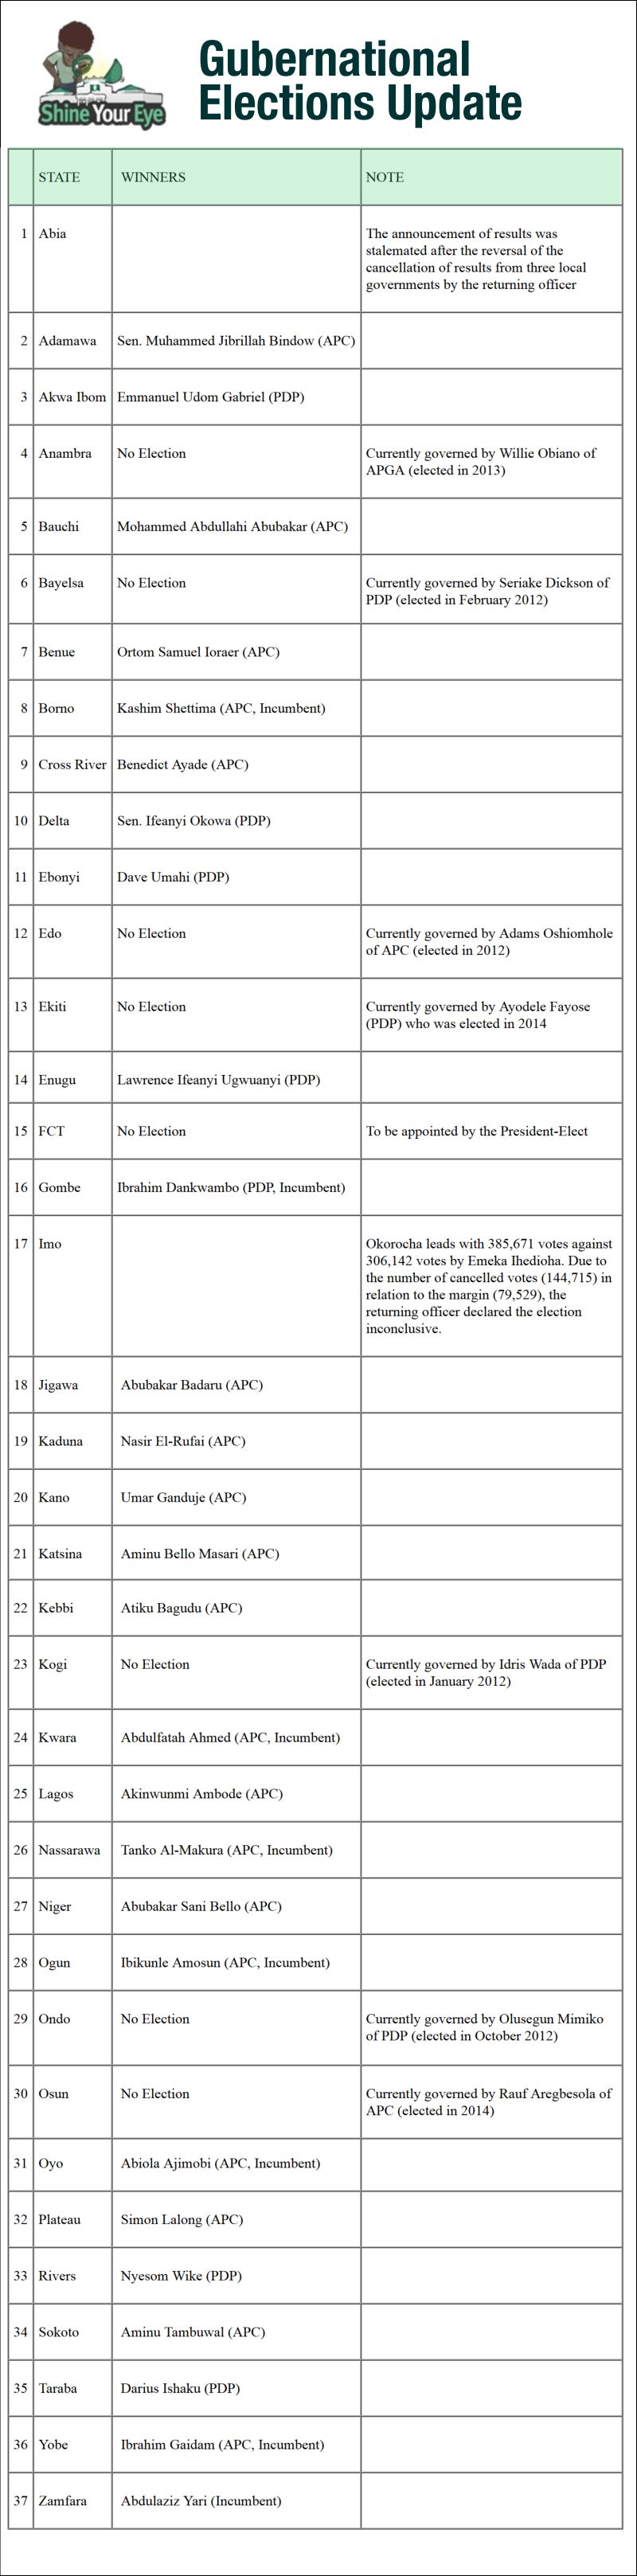 Shine Your Eye
Gubernational
Elections Update
STATE WINNERS NOTE
1 Abia The announcement of results was
stalemated after the reversal of the
cancellation of results from three local
governments by the returning officer
2 Adamawa Sen. Muhammed Jibrillah Bindow (APC)
3 Akwa Ibom Emmanuel Udom Gabriel (PDP)
4 Anambra No Election Currently governed by Willie Obiano of
APGA (elected in 2013)
5 Bauchi Mohammed Abdullahi Abubakar (APC)
6 Bayelsa No Election Currently governed by Seriake Dickson of
PDP (elected in February 2012)
7 Benue Ortom Samuel Ioraer (APC)
8 Borno Kashim Shettima (APC, Incumbent)
9 Cross River Benedict Ayade (APC)
10 Delta Sen. Ifeanyi Okowa (PDP)
11 Ebonyi Dave Umahi (PDP)
12 Edo No Election Currently governed by Adams Oshiomhole
of APC (elected in 2012)
13 Ekiti No Election Currently governed by Ayodele Fayose
(PDP) who was elected in 2014
14 Enugu Lawrence Ifeanyi Ugwuanyi (PDP)
15 FCT No Election To be appointed by the President-Elect
16 Gombe Ibrahim Dankwambo (PDP, Incumbent)
17 Imo Okorocha leads with 385,671 votes against
306,142 votes by Emeka Ihedioha. Due to
the number of cancelled votes (144,715) in
relation to the margin (79,529), the
returning officer declared the election
inconclusive.
18 Jigawa Abubakar Badaru (APC)
19 Kaduna Nasir El-Rufai (APC)
20 Kano Umar Ganduje (APC)
21 Katsina Aminu Bello Masari (APC)
22 Kebbi Atiku Bagudu (APC)
23 Kogi No Election Currently governed by Idris Wada of PDP
(elected in January 2012)
24 Kwara Abdulfatah Ahmed (APC, Incumbent)
25 Lagos Akinwunmi Ambode (APC)
26 Nassarawa Tanko Al-Makura (APC, Incumbent)
27 Niger Abubakar Sani Bello (APC)
28 Ogun Ibikunle Amosun (APC, Incumbent)
29 Ondo No Election Currently governed by Olusegun Mimiko
of PDP (elected in October 2012)
30 Osun No Election Currently governed by Rauf Aregbesola of
APC (elected in 2014)
31 Oyo Abiola Ajimobi (APC, Incumbent)
32 Plateau Simon Lalong (APC)
33 Rivers Nyesom Wike (PDP)
34 Sokoto Aminu Tambuwal (APC)
35 Taraba Darius Ishaku (PDP)
36 Yobe Ibrahim Gaidam (APC, Incumbent)
37 Zamfara Abdulaziz Yari (Incumbent)